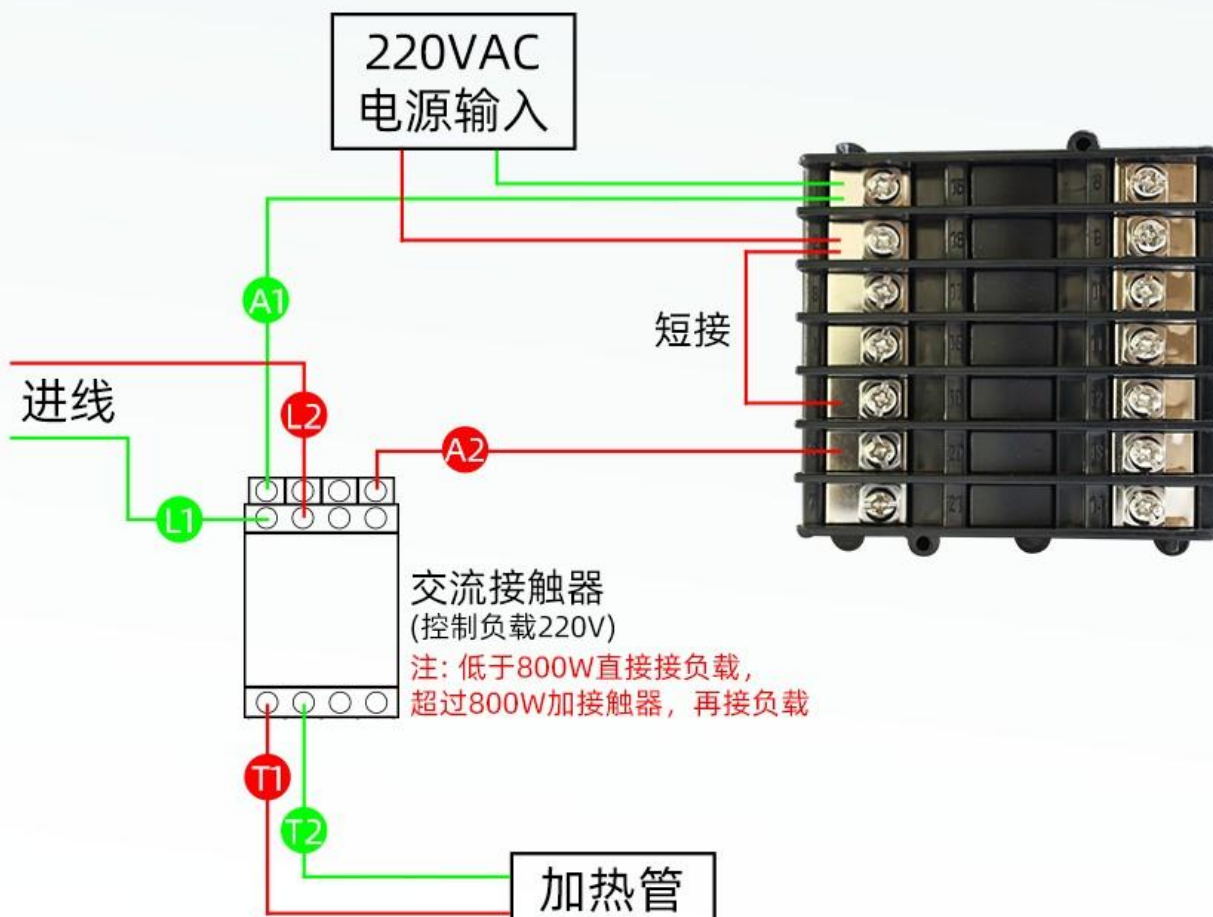 220VAC
电源输入
A1
短接
进线
L2
A2
L1
交流接触器
(控制负载220V)
注: 低于800W直接接负载,
超过800W加接触器，再接负载
T1
T2
加热管